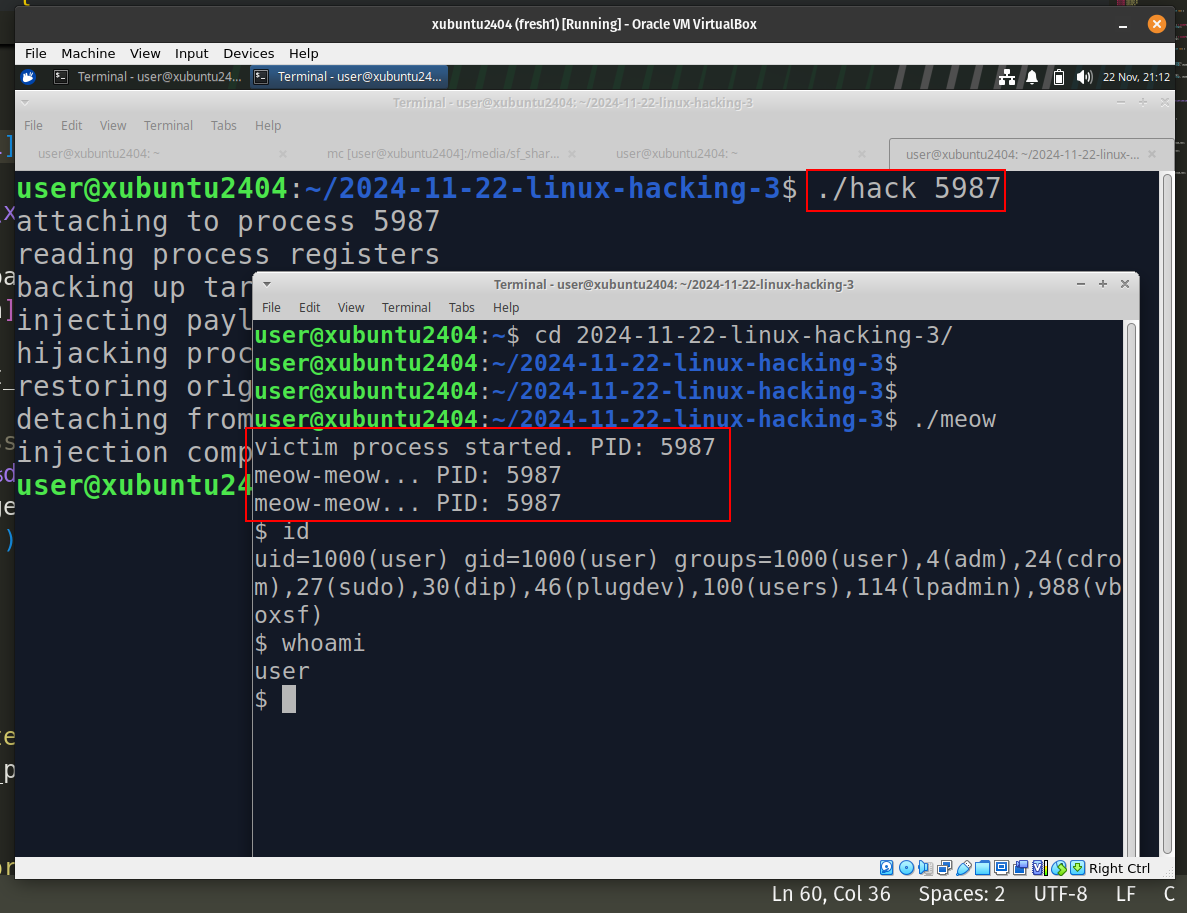 xubuntu2404 (fresh1) [Running] - Oracle VM VirtualBox
File Machine View Input Devices Help
Terminal - user@xubuntu24... Terminal - user@xubuntu24... 22 Nov, 21:12
Terminal - user@xubuntu2404: ~/2024-11-22-linux-hacking-3
File Edit View Terminal Tabs Help
user@xubuntu2404: ~ mc [user@xubuntu2404]:/media/sf_shar... user@xubuntu2404: ~ user@xubuntu2404: ~/2024-11-22-linux-...
user@xubuntu2404:~/2024-11-22-linux-hacking-3$ ./hack 5987
attaching to process 5987
reading process registers
backing up tar
injecting payl
hijacking proc
restoring orig
detaching from
injection comp
user@xubuntu24
Terminal - user@xubuntu2404: ~/2024-11-22-linux-hacking-3
File Edit View Terminal Tabs Help
user@xubuntu2404:~$ cd 2024-11-22-linux-hacking-3/
user@xubuntu2404:~/2024-11-22-linux-hacking-3$
user@xubuntu2404:~/2024-11-22-linux-hacking-3$
user@xubuntu2404:~/2024-11-22-linux-hacking-3$ ./meow
victim process started. PID: 5987
meow-meow... PID: 5987
meow-meow... PID: 5987
$ id
uid=1000(user) gid=1000(user) groups=1000(user),4(adm),24(cdro
m),27(sudo),30(dip),46(plugdev),100(users),114(lpadmin),988(vb
oxsf)
$ whoami
user
$
Right Ctrl
Ln 60, Col 36 Spaces: 2 UTF-8 LF C